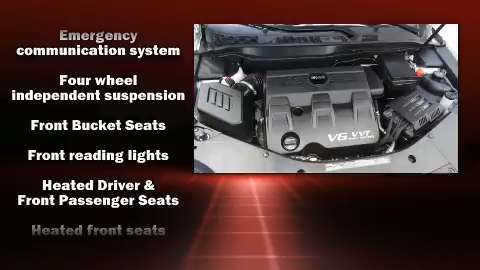 Emergency
communication system
Four wheel
independent suspension
Front Bucket Seats
Front reading lights
Heated Driver &
Front Passenger Seats
Heated front seats
V6 VVT